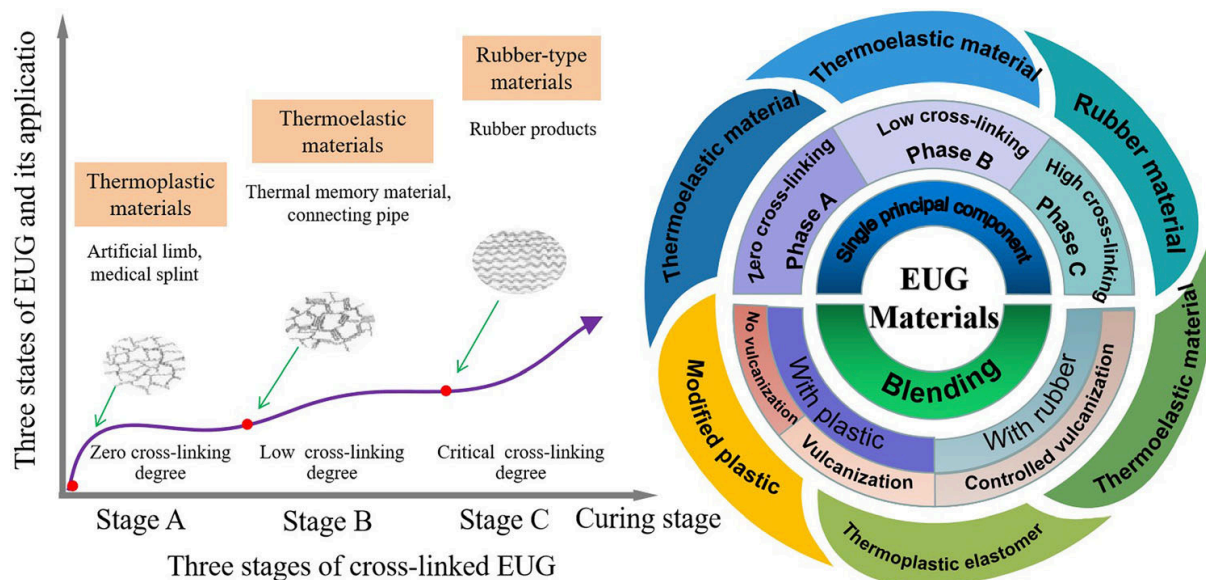 Three states of EUG and its applicatio
Rubber-type
materials
Rubber products
Thermoelastic
materials
Thermal memory material,
connecting pipe
Thermoplastic
materials
Artificial limb,
medical splint
Zero cross-linking
degree
Low cross-linking
degree
Critical cross-linking
degree
Stage A
Stage B
Stage C
Curing stage
Three stages of cross-linked EUG
Thermoelastic material
Thermoelastic material
Rubber material
Zero cross-linking
Phase A
Low cross-linking
Phase B
High cross-linking
Phase C
Single principal component
EUG
Materials
Blending
No vulcanization
With plastic
Vulcanization
With rubber
Controlled vulcanization
Modified plastic
Thermoplastic elastomer
Thermoelastic material